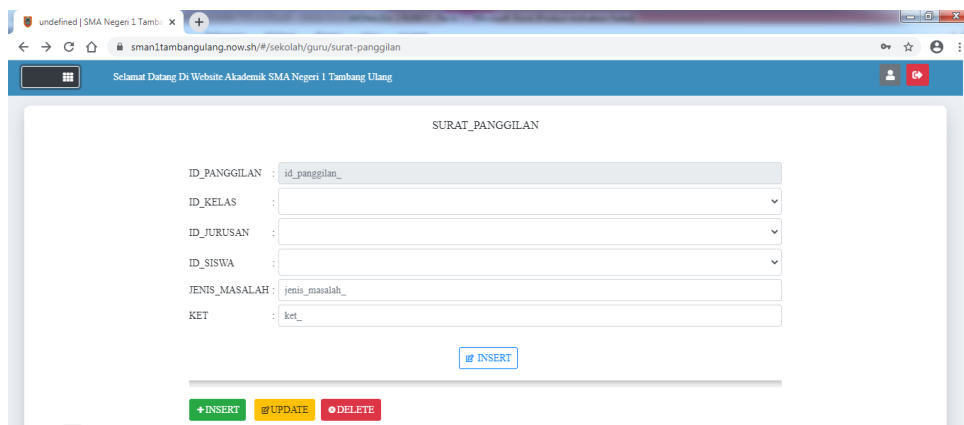 undefined | SMA Negeri 1 Tamba
sman1tambangulang.now.sh/#/sekolah/guru/surat-panggilan
Selamat Datang Di Website Akademik SMA Negeri 1 Tambang Ulang
SURAT_PANGGILAN
ID_PANGGILAN : id_panggilan_
ID_KELAS :
ID_JURUSAN :
ID_SISWA :
JENIS_MASALAH : jenis_masalah_
KET : ket_
INSERT
INSERT UPDATE DELETE